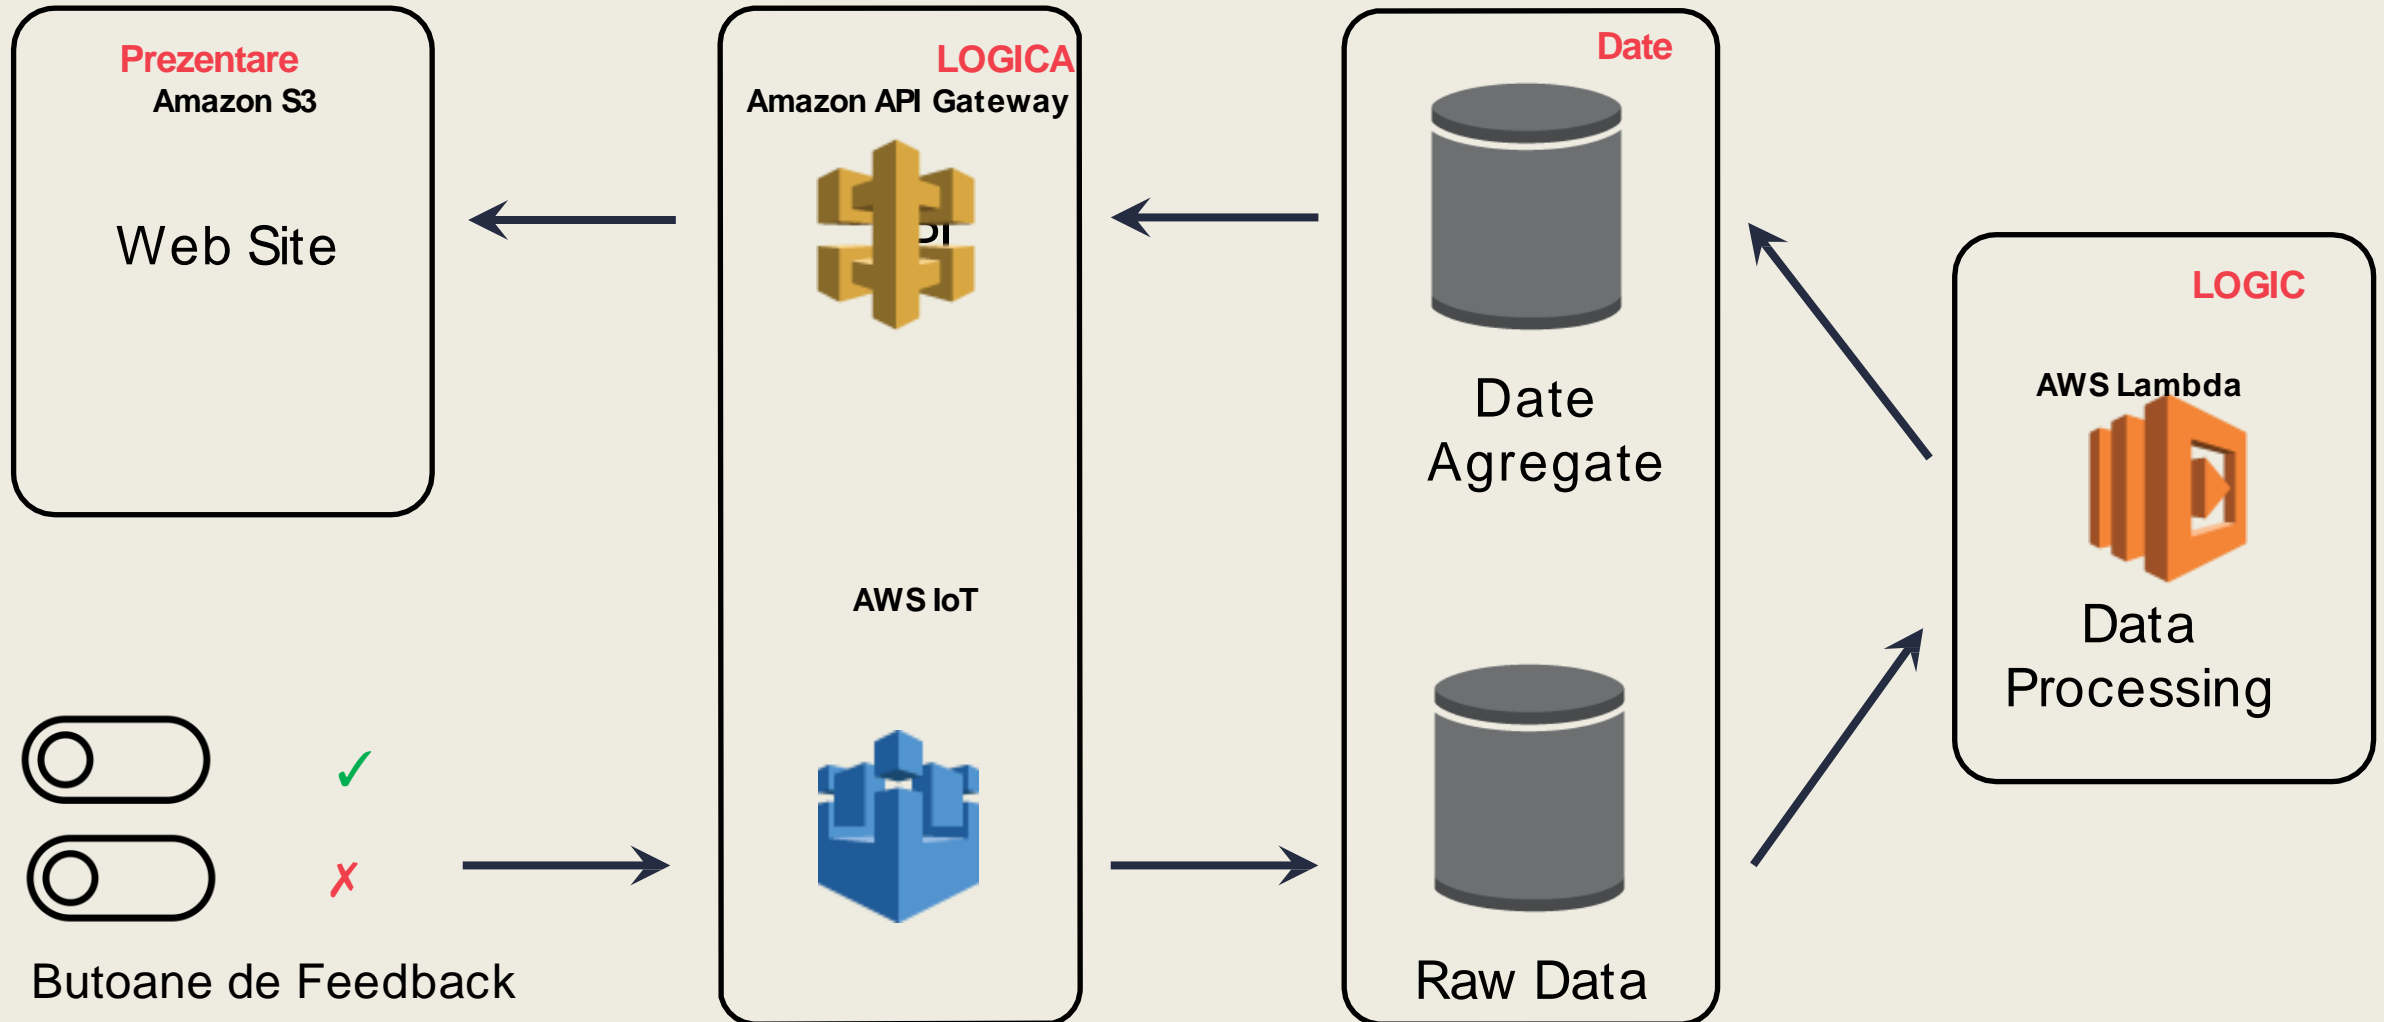 Prezentare
Amazon S3
Web Site
LOGICA
Amazon API Gateway
AWS IoT
Date
Date
Agregate
Raw Data
LOGIC
AWS Lambda
Data
Processing
✓
✗
Butoane de Feedback